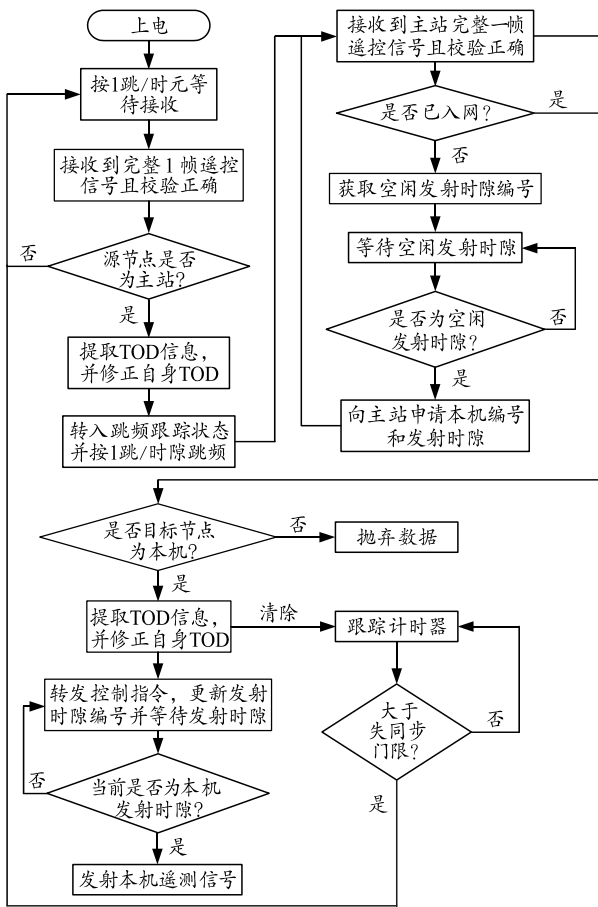 上电
按1跳/时元等
待接收
接收到完整1 帧遥控
信号且校验正确
否
源节点是否
为主站?
是
提取TOD信息，
并修正自身TOD
转入跳频跟踪状态
并按1跳/时隙跳频
接收到主站完整一帧
遥控信号且校验正确
是否已入网?
是
否
获取空闲发射时隙编号
等待空闲发射时隙
是否为空闲
发射时隙?
否
是
向主站申请本机编号
和发射时隙
是否目标节点
为本机?
否
抛弃数据
是
提取TOD信息，
并修正自身TOD
清除
跟踪计时器
转发控制指令，更新发射
时隙编号并等待发射时隙
大于
失同步
门限?
否
否
当前是否为本机
发射时隙?
是
是
发射本机遥测信号